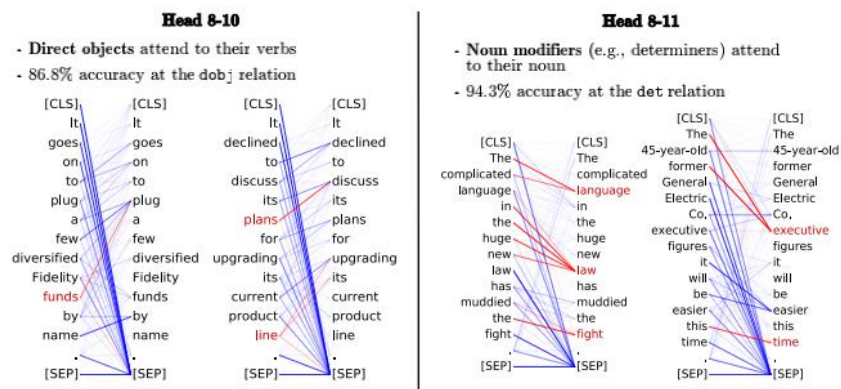 Head 8-10
- Direct objects attend to their verbs
- 86.8% accuracy at the dobj relation
[CLS]
It
goes
on
to
plug
a
few
diversified
Fidelity
funds
by
name
.
[SEP]
[CLS]
It
goes
on
to
plug
a
few
diversified
Fidelity
funds
by
name
.
[SEP]
[CLS]
It
declined
to
discuss
its
plans
for
upgrading
its
current
product
line
.
[SEP]
[CLS]
It
declined
to
discuss
its
plans
for
upgrading
its
current
product
line
.
[SEP]
Head 8-11
- Noun modifiers (e.g., determiners) attend
to their noun
- 94.3% accuracy at the det relation
[CLS]
The
complicated
language
in
the
huge
new
law
has
muddied
the
fight
.
[SEP]
[CLS]
The
complicated
language
in
the
huge
new
law
has
muddied
the
fight
.
[SEP]
[CLS]
The
45-year-old
former
General
Electric
Co.
executive
figures
it
will
be
easier
this
time
.
[SEP]
[CLS]
The
45-year-old
former
General
Electric
Co.
executive
figures
it
will
be
easier
this
time
.
[SEP]